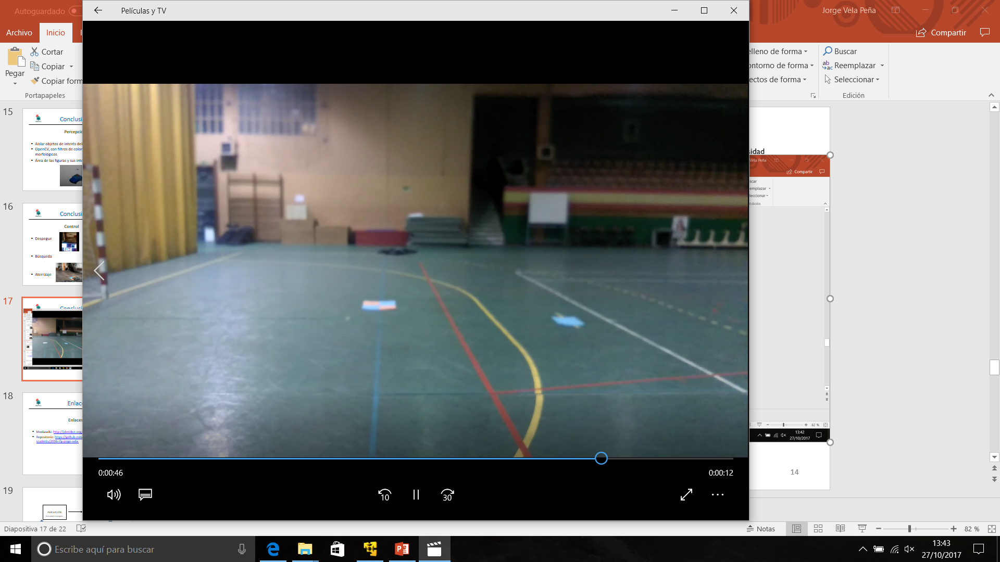 Autoguardado
Películas y TV
Jorge Vela Peña
Archivo
Inicio
Compartir
Pegar
Cortar
Copiar
Copiar form
Portapapeles
elleno de forma
ontorno de forma
ectos de forma
Buscar
Reemplazar
Seleccionar
Edición
15
Conclusi
Percepció
• Aislar objetos de interés del
• OpenCV, con filtros de color
morfológicos
• Área de las figuras y sus inte
16
Conclusi
Control
• Despegue
• Búsqueda
• Aterrizaje
17
Conclusi
18
Enlace
Enlaces
• Mediawiki: http://jderobot.org/
• Repositorio: https://github.com
students/2016-tfg-jorge-vela
19
PERCEPCIÓN
sidad
Vela Peña
Compartir
scar
emplazar
leccionar
Edición
82 %
13:42
27/10/2017
14
0:00:46
0:00:12
10
30
Diapositiva 17 de 22
Notas
82 %
Escribe aquí para buscar
13:43
27/10/2017